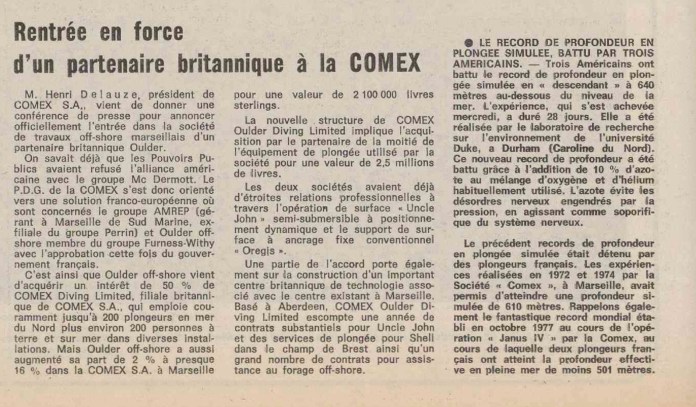 Rentrée en force
d'un partenaire britannique à la COMEX
M. Henri Delauze, président de
COMEX S.A., vient de donner une
conférence de presse pour annoncer
officiellement l'entrée dans la société
de travaux off-shore marseillais d'un
partenaire britannique Oulder.
On savait déjà que les Pouvoirs Pu-
blics avaient refusé l'alliance améri-
caine avec le groupe Mc Dermott. Le
P.D.G. de la COMEX s'est donc orienté
vers une solution franco-européenne où
sont concernés le groupe AMREP (gé-
rant à Marseille de Sud Marine, ex-
filiale du groupe Perrin) et Oulder off-
shore membre du groupe Furness-Withy
avec l'approbation cette fois du gouver-
nement français.
C'est ainsi que Oulder off-shore vient
d'acquérir un intérêt de 50 % de
COMEX Diving Limited, filiale britanni-
que de COMEX S.A., qui emploie cou-
ramment jusqu'à 200 plongeurs en mer
du Nord plus environ 200 personnes à
terre et sur mer dans diverses instal-
lations. Mais Oulder off-shore a aussi
augmenté sa part de 2 % à presque
16 % dans la COMEX S.A. à Marseille
pour une valeur de 2 100 000 livres
sterlings.
La nouvelle structure de COMEX
Oulder Diving Limited implique l'acqui-
sition par le partenaire de la moitié de
l'équipement de plongée utilisé par la
société pour une valeur de 2,5 millions
de livres.
Les deux sociétés avaient déjà
d'étroites relations professionnelles à
travers l'opération de surface « Uncle
John » semi-submersible à positionne-
ment dynamique et le support de sur-
face à ancrage fixe conventionnel
« Oregis ».
Une partie de l'accord porte égale-
ment sur la construction d'un important
centre britannique de technologie asso-
cié avec le centre existant à Marseille.
Basé à Aberdeen, COMEX Oulder Di-
ving Limited escompte une année de
contrats substantiels pour Uncle John
et des services de plongée pour Shell
dans le champ de Brest ainsi qu'un
grand nombre de contrats pour assis-
tance au forage off-shore.
● LE RECORD DE PROFONDEUR EN
PLONGEE SIMULEE, BATTU PAR TROIS
AMERICAINS. — Trois Américains ont
battu le record de profondeur en plon-
gée simulée en « descendant » à 640
mètres au-dessous du niveau de la
mer. L'expérience, qui s'est achevée
mercredi, a duré 28 jours. Elle a été
réalisée par le laboratoire de recherche
sur l'environnement de l'université
Duke, a Durham (Caroline du Nord).
Ce nouveau record de profondeur a été
battu grâce à l'addition de 10 % d'azo-
te au mélange d'oxygène et d'hélium
habituellement utilisé. L'azote évite les
désordres nerveux engendrés par la
pression, en agissant comme soporifi-
que du système nerveux.
Le précédent records de profondeur
en plongée simulée était détenu par
des plongeurs français. Les expérien-
ces réalisées en 1972 et 1974 par la
Société « Comex », à Marseille, avait
permis d'atteindre une profondeur si-
mulée de 610 mètres. Rappelons égale-
ment le fantastique record mondial éta-
bli en octobre 1977 au cours de l'opé-
ration « Janus IV » par la Comex, au
cours de laquelle deux plongeurs fran-
çais ont atteint la profondeur effecti-
ve en pleine mer de moins 501 mètres.